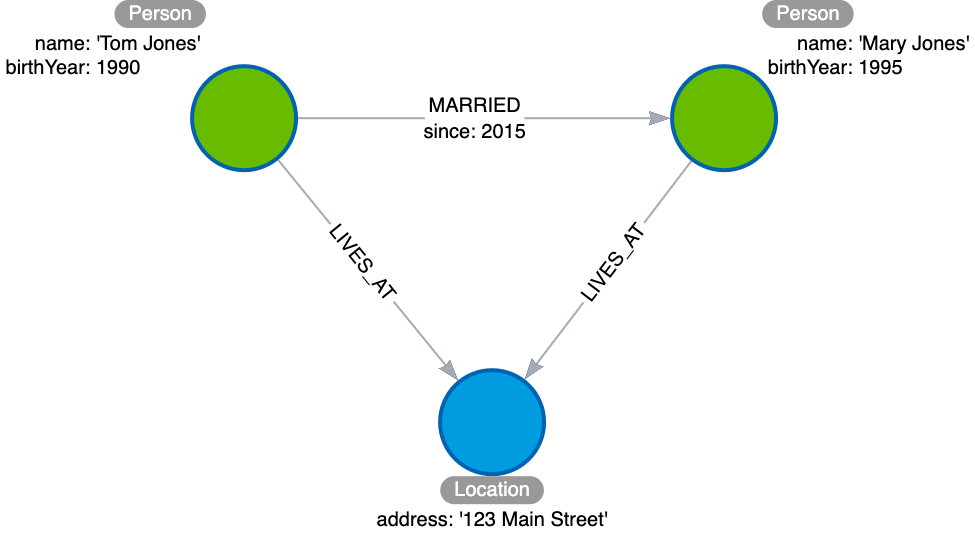 Person
name: 'Tom Jones'
birthYear: 1990
Person
name: 'Mary Jones'
birthYear: 1995
MARRIED
since: 2015
LIVES_AT
LIVES_AT
Location
address: '123 Main Street'